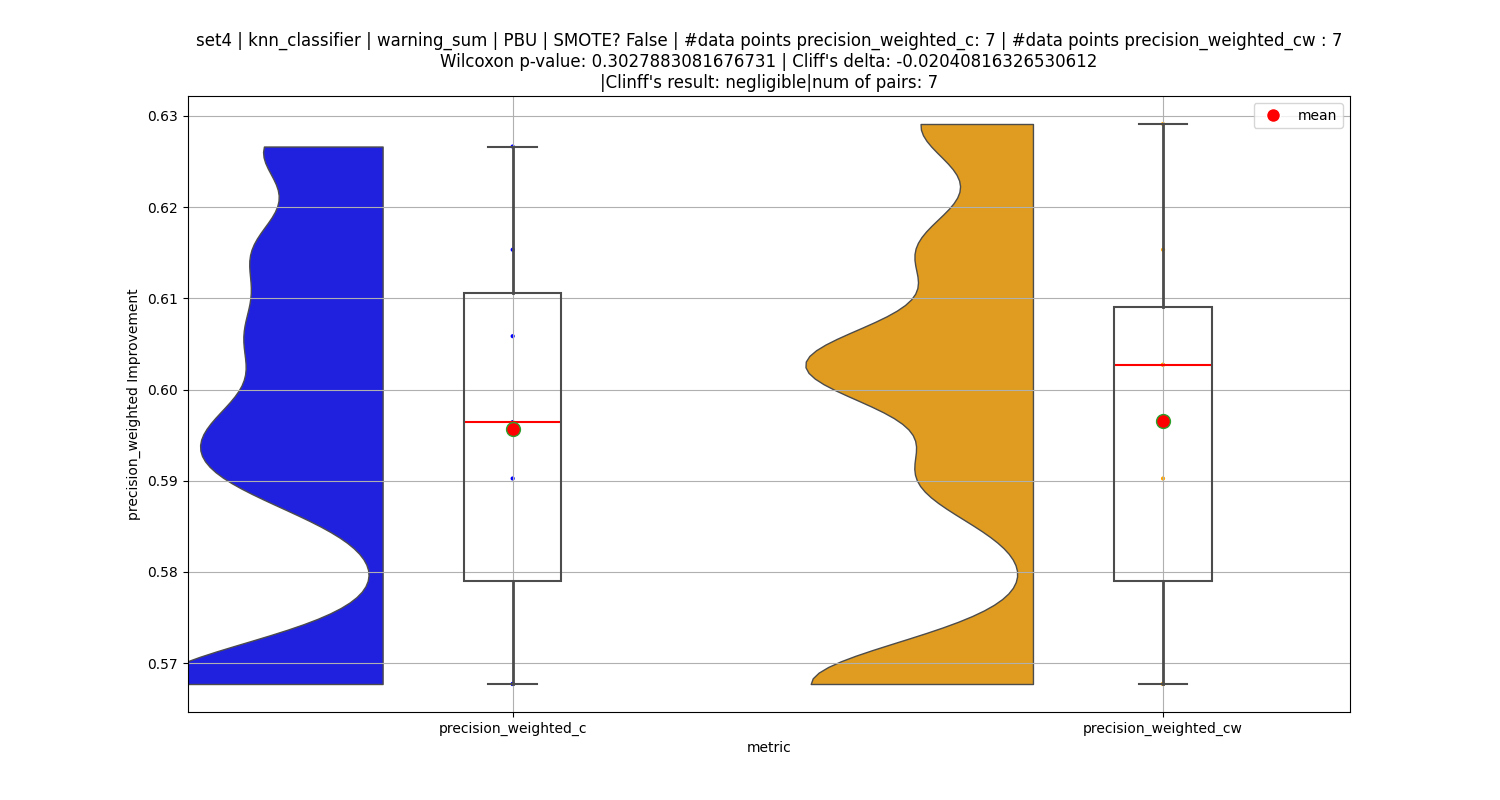 set4 | knn_classifier | warning_sum | PBU | SMOTE? False | #data points precision_weighted_c: 7 | #data points precision_weighted_cw : 7
Wilcoxon p-value: 0.3027883081676731 | Cliff's delta: -0.02040816326530612
|Clinff's result: negligible|num of pairs: 7
mean
0.63
0.62
0.61
0.60
0.59
0.58
0.57
precision_weighted Improvement
precision_weighted_c
precision_weighted_cw
metric